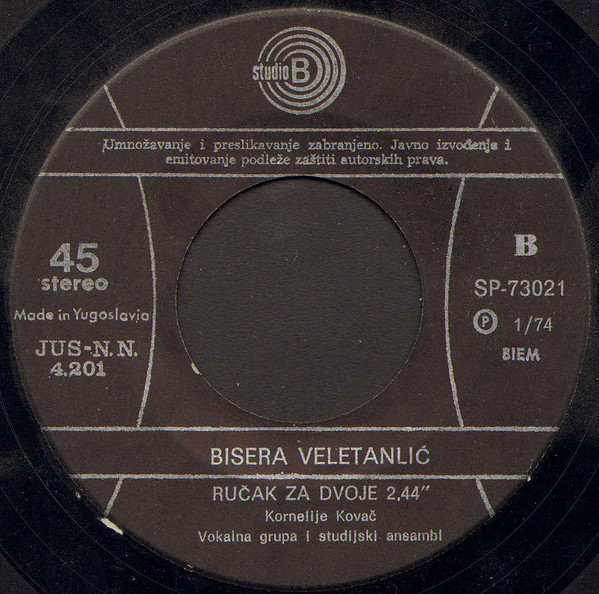 studio B
Umnožavanje i preslikavanje zabranjeno. Javno izvođenje i
emitovanje podleže zaštiti autorskih prava.
45
stereo
Made in Yugoslavia
JUS-N.N.
4.201
B
SP-73021
Ⓟ 1/74
BIEM
BISERA VELETANLIĆ
RUČAK ZA DVOJE 2,44″
Kornelije Kovač
Vokalna grupa i studijski ansambl